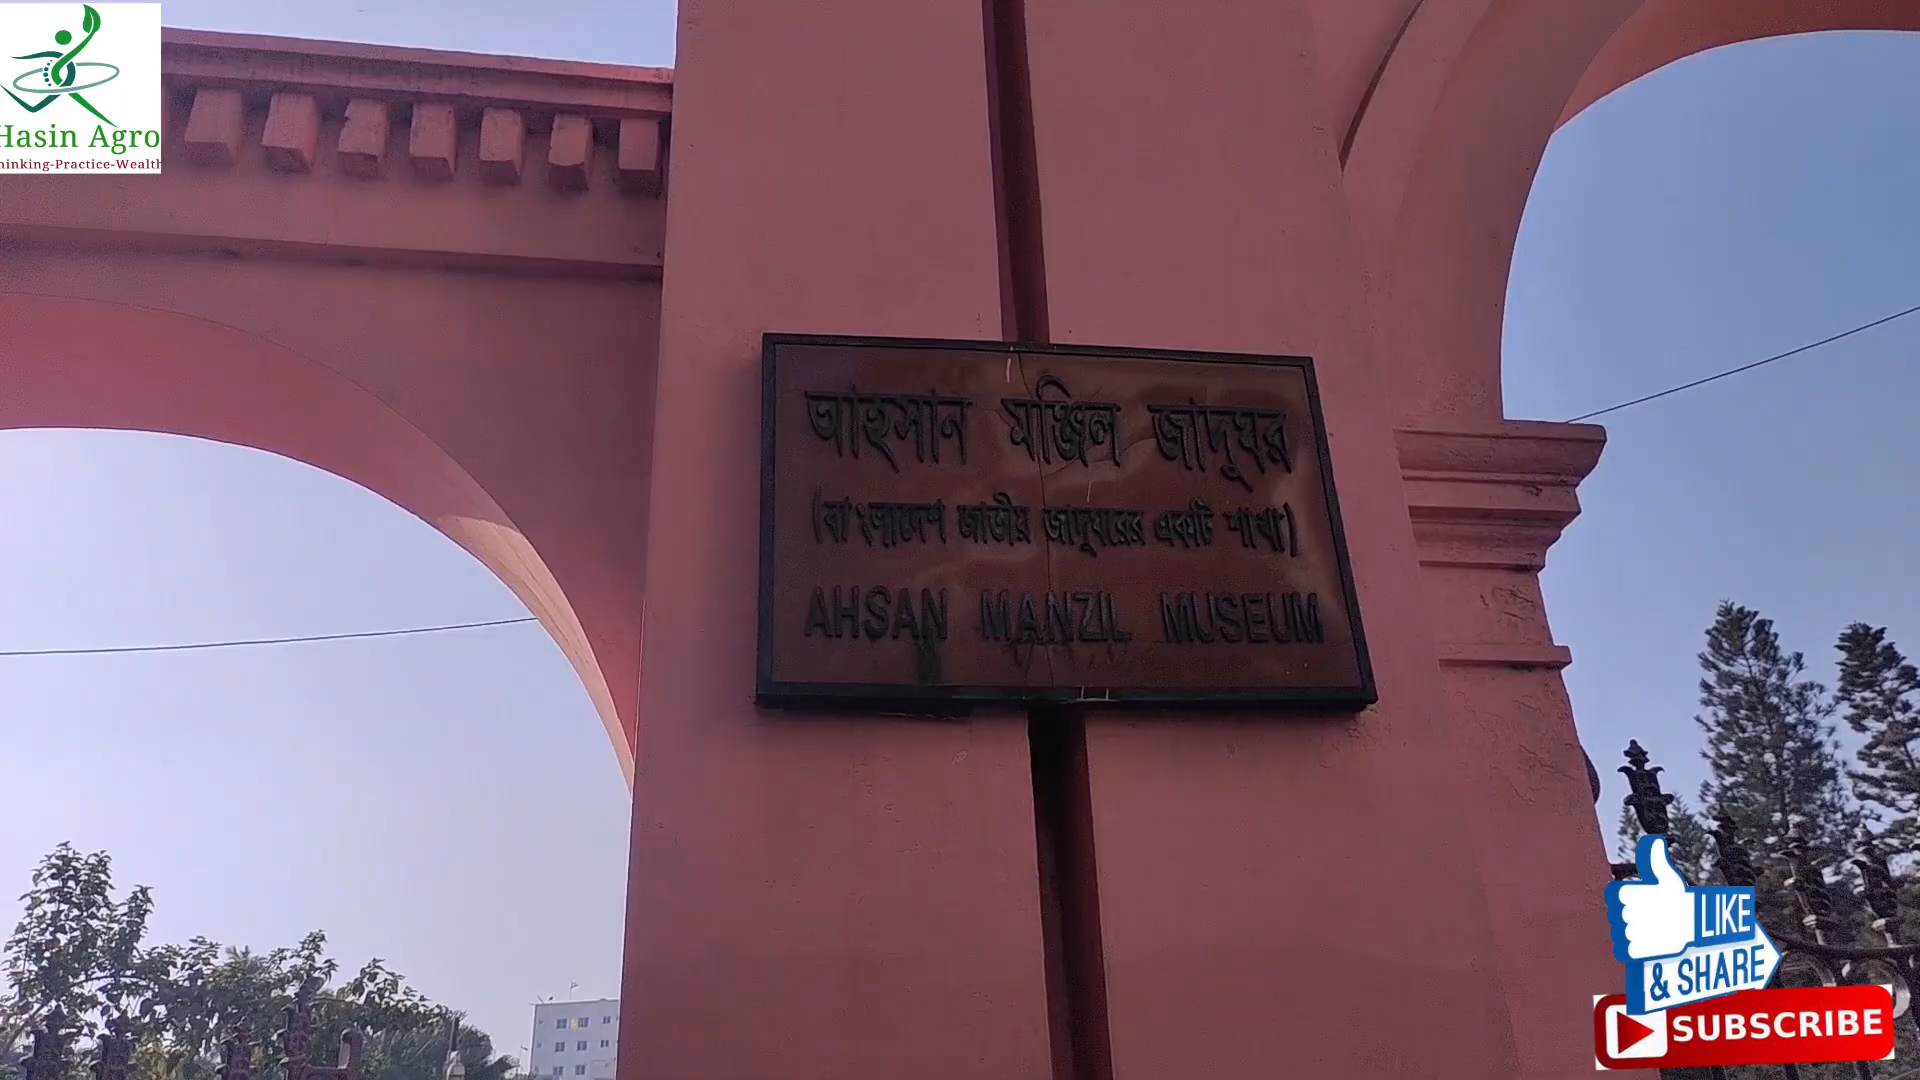 Hasin Agro
hinking-Practice-Wealth
আহসান মঞ্জিল জাদুঘর
(বাংলাদেশ জাতীয় জাদুঘরের একটি শাখা)
AHSAN MANZIL MUSEUM
LIKE
& SHARE
SUBSCRIBE